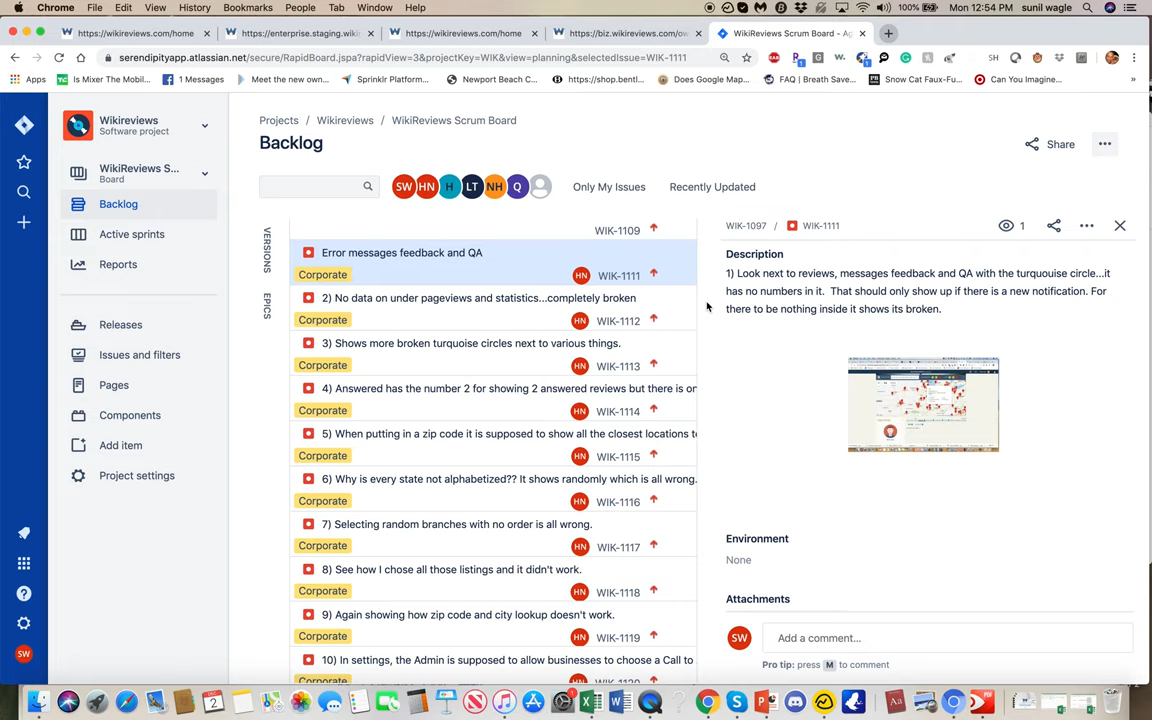 Chrome File Edit View History Bookmarks People Tab Window Help
100% Mon 12:54 PM sunil wagle
https://wikireviews.com/home
https://enterprise.staging.wiki
https://wikireviews.com/home
https://biz.wikireviews.com/ow
WikiReviews Scrum Board - Ag
serendipityapp.atlassian.net/secure/RapidBoard.jspa?rapidView=3&projectKey=WIK&view=planning&selectedIssue=WIK-1111
Apps
Is Mixer The Mobil...
1 Messages
Meet the new own...
Sprinklr Platform...
Newport Beach C...
https://shop.bentl...
Does Google Map...
FAQ | Breath Save...
Snow Cat Faux-Fu...
Can You Imagine...
»
Wikireviews
Software project
WikiReviews S...
Board
Backlog
Active sprints
Reports
Releases
Issues and filters
Pages
Components
Add item
Project settings
SW
Projects / Wikireviews / WikiReviews Scrum Board
Backlog
Share
SW HN H LT NH Q
Only My Issues
Recently Updated
VERSIONS
EPICS
WIK-1109
Error messages feedback and QA
Corporate HN WIK-1111
2) No data on under pageviews and statistics...completely broken
Corporate HN WIK-1112
3) Shows more broken turquoise circles next to various things.
Corporate HN WIK-1113
4) Answered has the number 2 for showing 2 answered reviews but there is on
Corporate HN WIK-1114
5) When putting in a zip code it is supposed to show all the closest locations t
Corporate HN WIK-1115
6) Why is every state not alphabetized?? It shows randomly which is all wrong.
Corporate HN WIK-1116
7) Selecting random branches with no order is all wrong.
Corporate HN WIK-1117
8) See how I chose all those listings and it didn't work.
Corporate HN WIK-1118
9) Again showing how zip code and city lookup doesn't work.
Corporate HN WIK-1119
10) In settings, the Admin is supposed to allow businesses to choose a Call to
WIK-1097 / WIK-1111
1
Description
1) Look next to reviews, messages feedback and QA with the turquouise circle...it
has no numbers in it. That should only show up if there is a new notification. For
there to be nothing inside it shows its broken.
Environment
None
Attachments
SW
Add a comment...
Pro tip: press M to comment